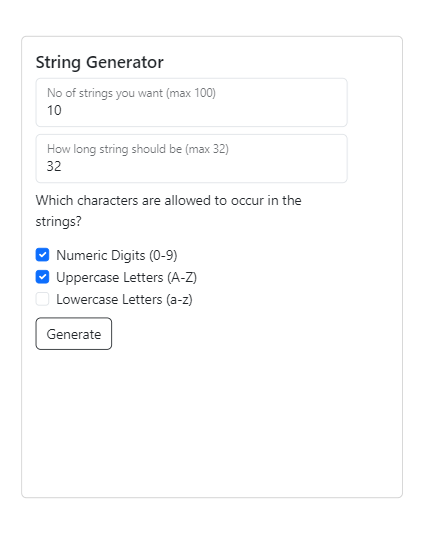 String Generator
No of strings you want (max 100)
10
How long string should be (max 32)
32
Which characters are allowed to occur in the
strings?
Numeric Digits (0-9)
Uppercase Letters (A-Z)
Lowercase Letters (a-z)
Generate